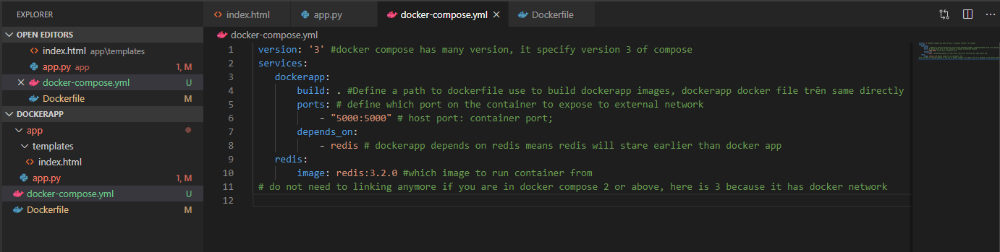 EXPLORER
OPEN EDITORS
index.html app\templates
app.py app 1, M
docker-compose.yml U
Dockerfile M
DOCKERAPP
app
templates
index.html
app.py 1, M
docker-compose.yml U
Dockerfile M
index.html app.py docker-compose.yml Dockerfile
docker-compose.yml
1 version: '3' #docker compose has many version, it specify version 3 of compose
2 services:
3 dockerapp:
4 build: . #Define a path to dockerfile use to build dockerapp images, dockerapp docker file trên same directly
5 ports: # define which port on the container to expose to external network
6 - "5000:5000" # host port: container port;
7 depends_on:
8 - redis # dockerapp depends on redis means redis will stare earlier than docker app
9 redis:
10 image: redis:3.2.0 #which image to run container from
11 # do not need to linking anymore if you are in docker compose 2 or above, here is 3 because it has docker network
12